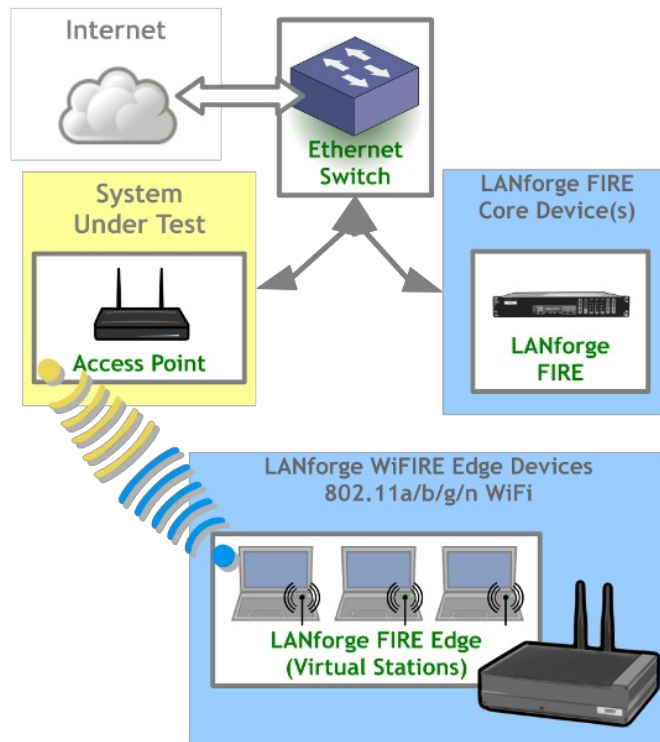 Internet
Ethernet
Switch
System
Under Test
Access Point
LANforge FIRE
Core Device(s)
LANforge
FIRE
LANforge WiFIRE Edge Devices
802.11a/b/g/n WiFi
LANforge FIRE Edge
(Virtual Stations)